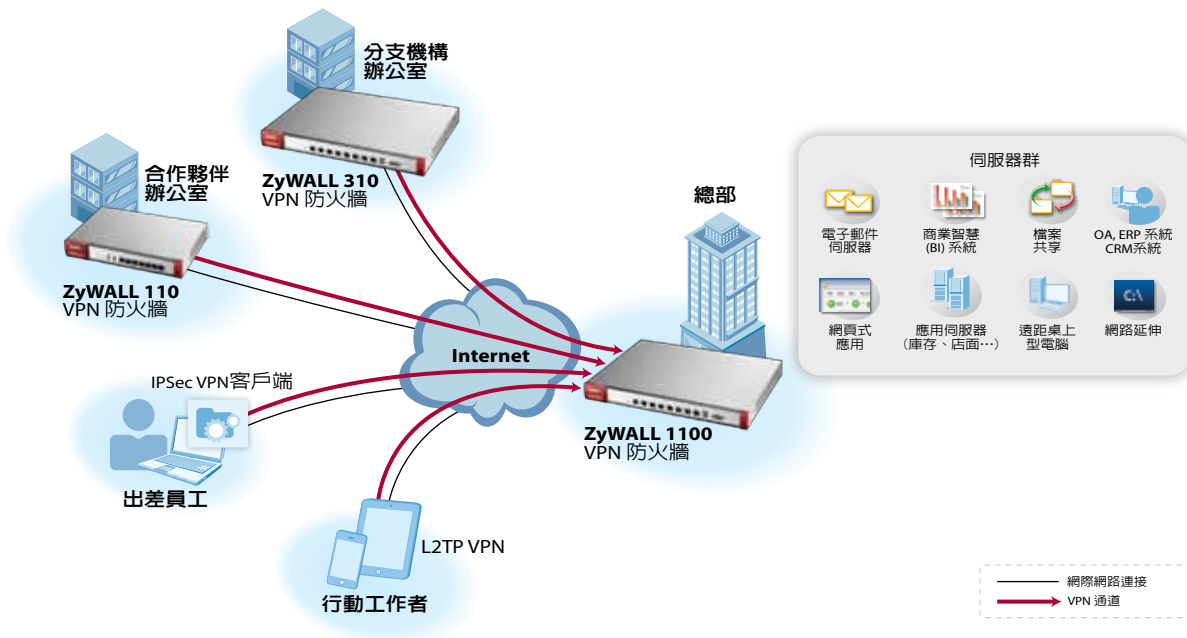 分支機構
辦公室
ZyWALL 310
VPN 防火牆
合作夥伴
辦公室
ZyWALL 110
VPN 防火牆
總部
Internet
ZyWALL 1100
VPN 防火牆
IPSec VPN客戶端
出差員工
L2TP VPN
行動工作者
伺服器群
電子郵件
伺服器
商業智慧
(BI) 系統
檔案
共享
OA, ERP 系統
CRM系統
網頁式
應用
應用伺服器
(庫存、店面…)
遠距桌上
型電腦
C:\
網路延伸
網際網路連接
VPN 通道